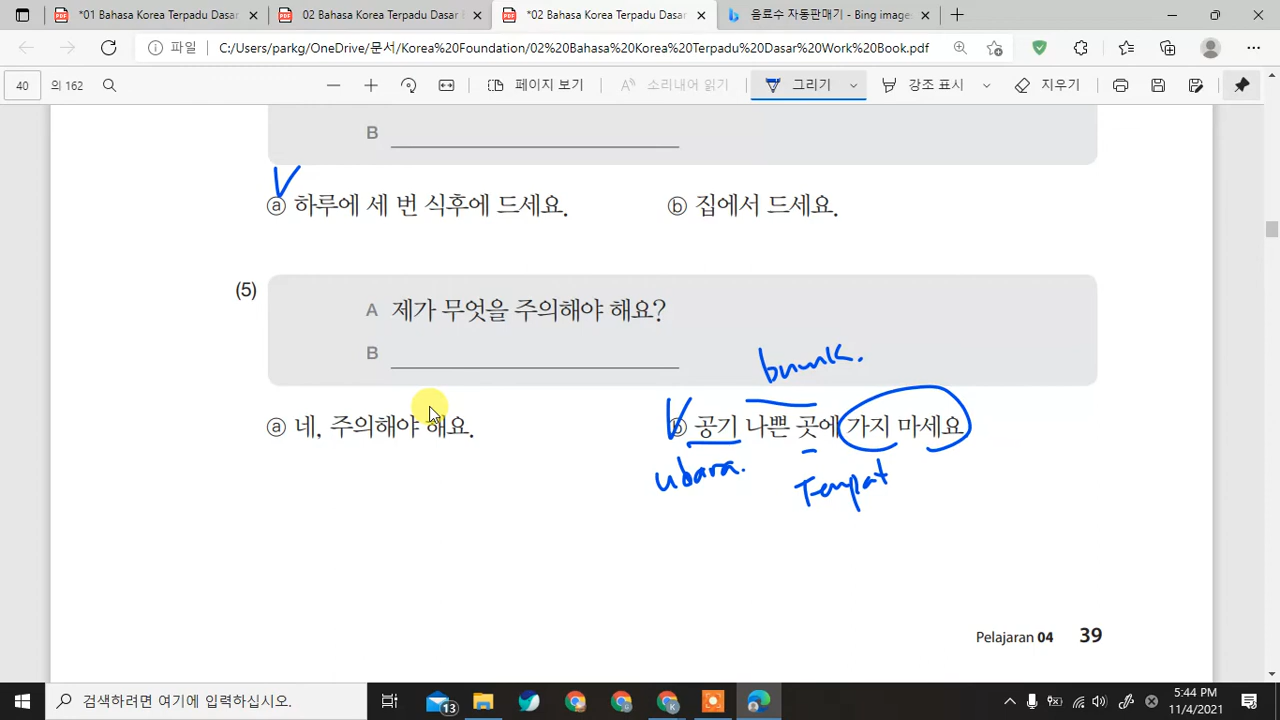 *01 Bahasa Korea Terpadu Dasar
02 Bahasa Korea Terpadu Dasar
*02 Bahasa Korea Terpadu Dasar
음료수 자동판매기 - Bing image
파일 C:/Users/parkg/OneDrive/문서/Korea%20Foundation/02%20Bahasa%20Korea%20Terpadu%20Dasar%20Work%20Book.pdf
40 의 162 페이지 보기 소리내어 읽기 그리기 강조 표시 지우기
B
ⓐ 하루에 세 번 식후에 드세요. ⓑ 집에서 드세요.
(5)
A 제가 무엇을 주의해야 해요?
B
buruk.
ⓐ 네, 주의해야 해요. ⓑ 공기 나쁜 곳에 가지 마세요
udara. Tempat
Pelajaran 04 39
검색하려면 여기에 입력하십시오.
13
5:44 PM
11/4/2021